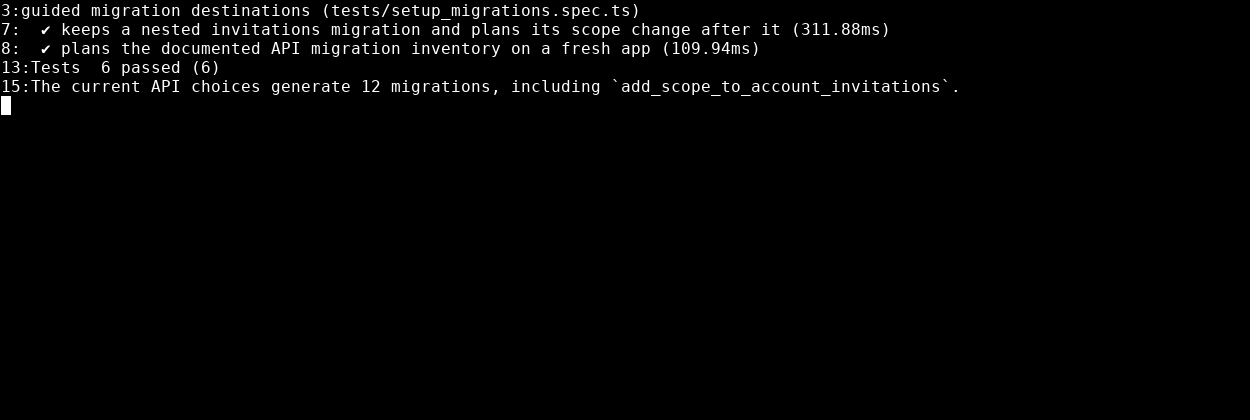 3:guided migration destinations (tests/setup_migrations.spec.ts)
7:  ✔ keeps a nested invitations migration and plans its scope change after it (311.88ms)
8:  ✔ plans the documented API migration inventory on a fresh app (109.94ms)
13:Tests  6 passed (6)
15:The current API choices generate 12 migrations, including `add_scope_to_account_invitations`.